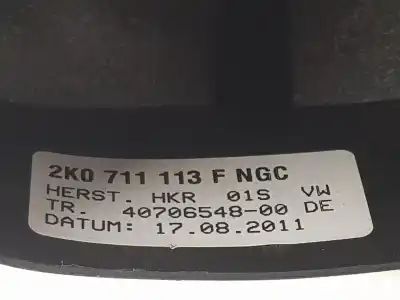 2K0 711 113 F NGC
HERST. HKR 01S VW
TR. 40706548-00 DE
DATUM: 17.08.2011